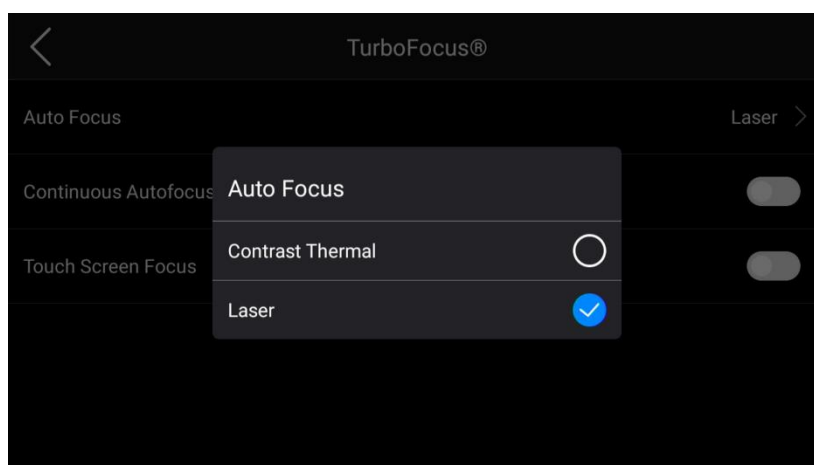 TurboFocus®
Auto Focus
Laser
Continuous Autofocus
Touch Screen Focus
Auto Focus
Contrast Thermal
Laser